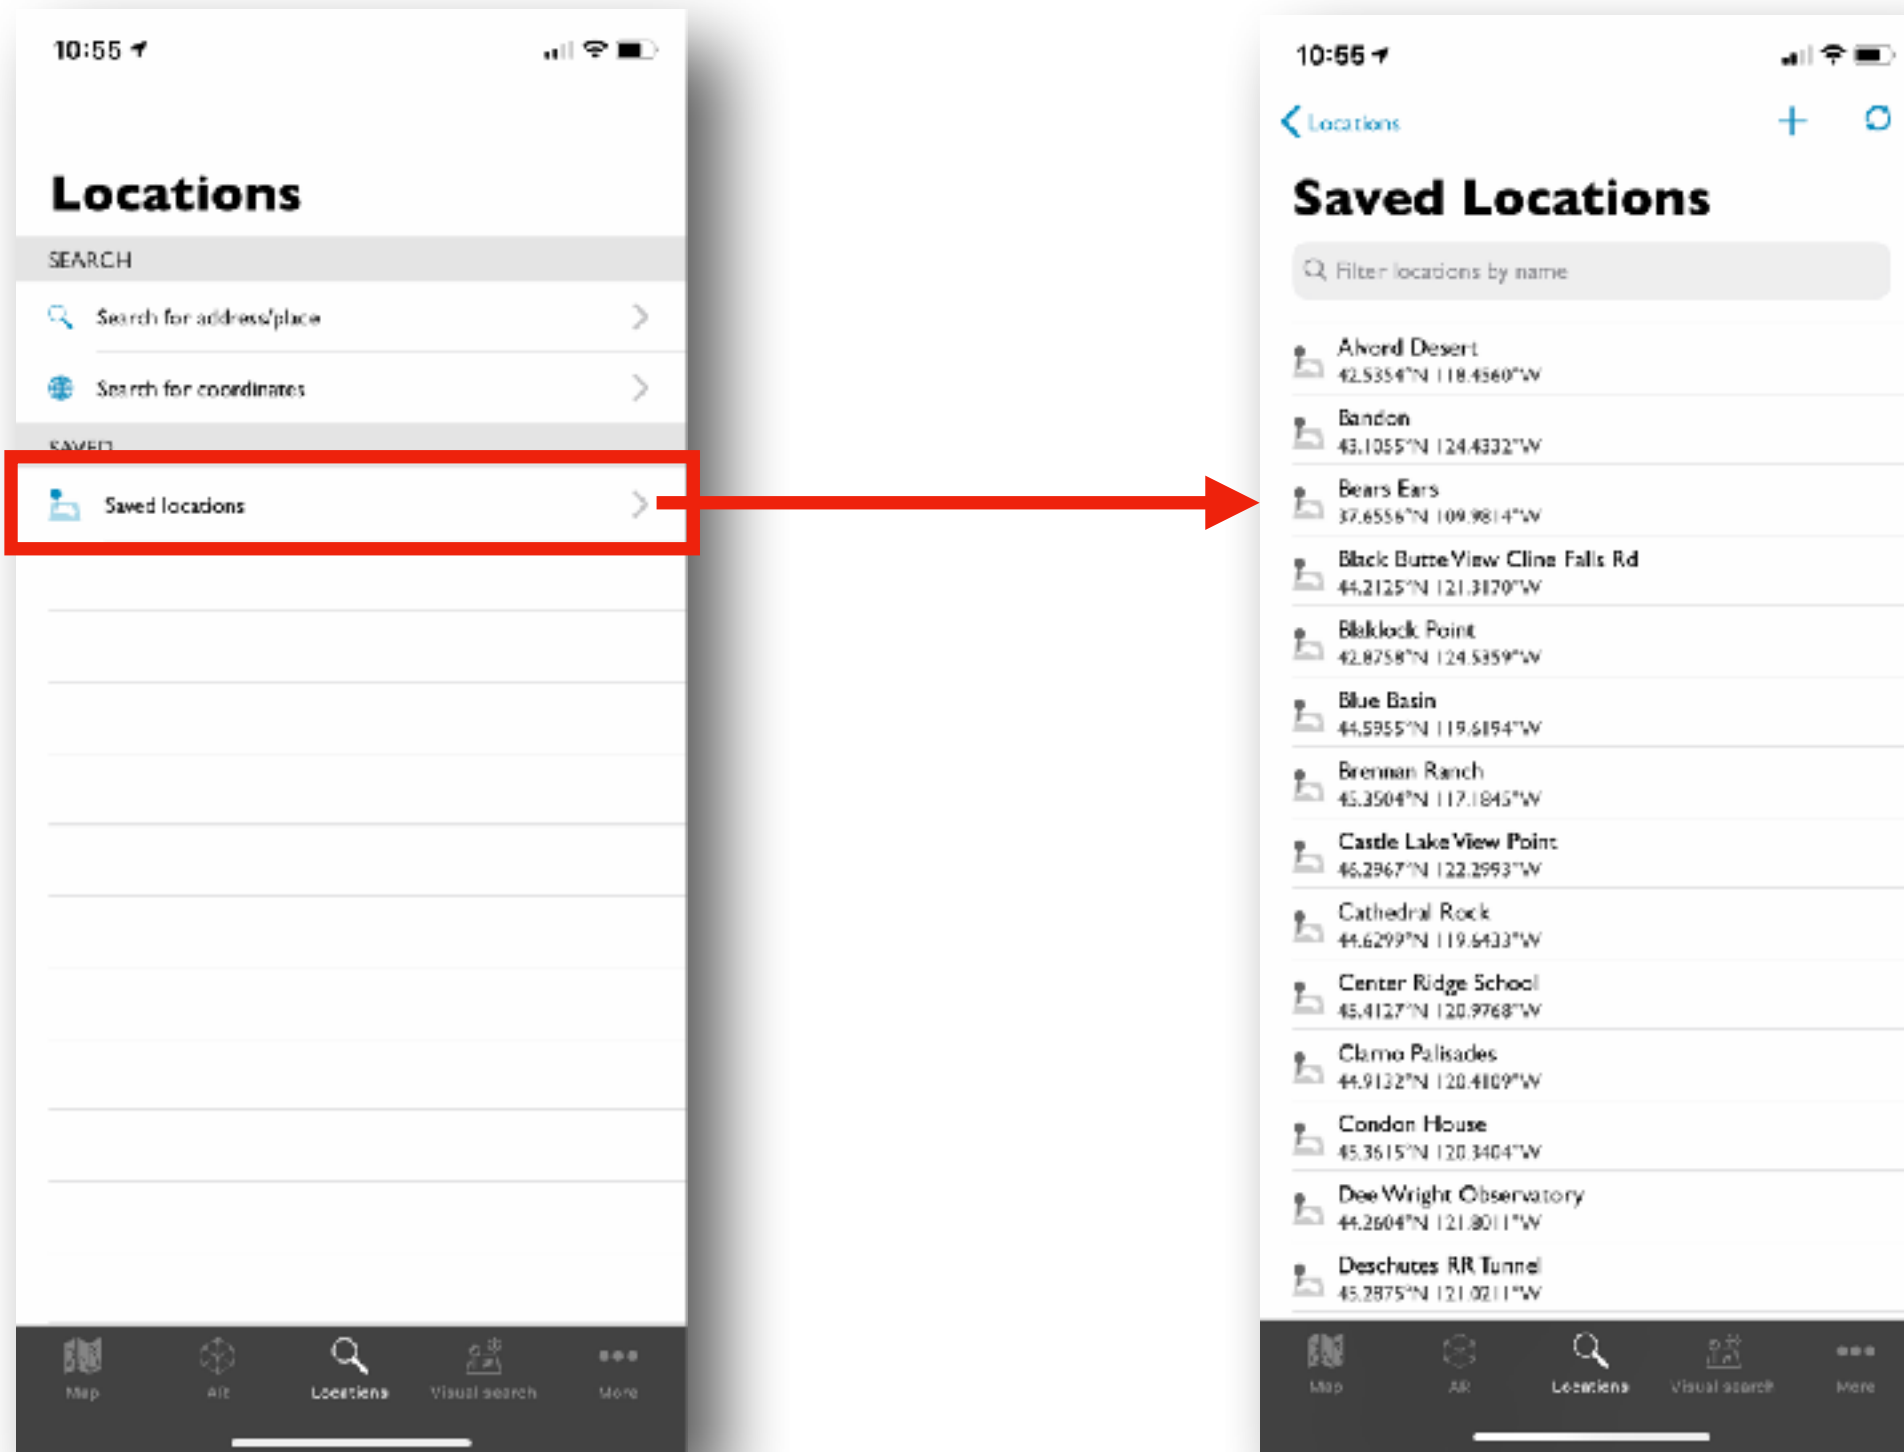 10:55
Locations
SEARCH
Search for address/place
Search for coordinates
SAVED
Saved locations
Map
AR
Locations
Visual search
More
10:55
Locations
Saved Locations
Filter locations by name
Alvord Desert
42.5354°N 118.4560°W
Bandon
43.1055°N 124.4332°W
Bears Ears
37.6556°N 109.9814°W
Black Butte View Cline Falls Rd
44.2125°N 121.3170°W
Blaklock Point
42.8758°N 124.5359°W
Blue Basin
44.5955°N 119.6194°W
Brennan Ranch
45.3504°N 117.1845°W
Castle Lake View Point
46.2967°N 122.2993°W
Cathedral Rock
44.6299°N 119.6433°W
Center Ridge School
45.4127°N 120.9768°W
Clarno Palisades
44.9132°N 120.4109°W
Condon House
45.3615°N 120.3404°W
Dee Wright Observatory
44.2604°N 121.8011°W
Deschutes RR Tunnel
45.2875°N 121.0211°W
Map
AR
Locations
Visual search
More